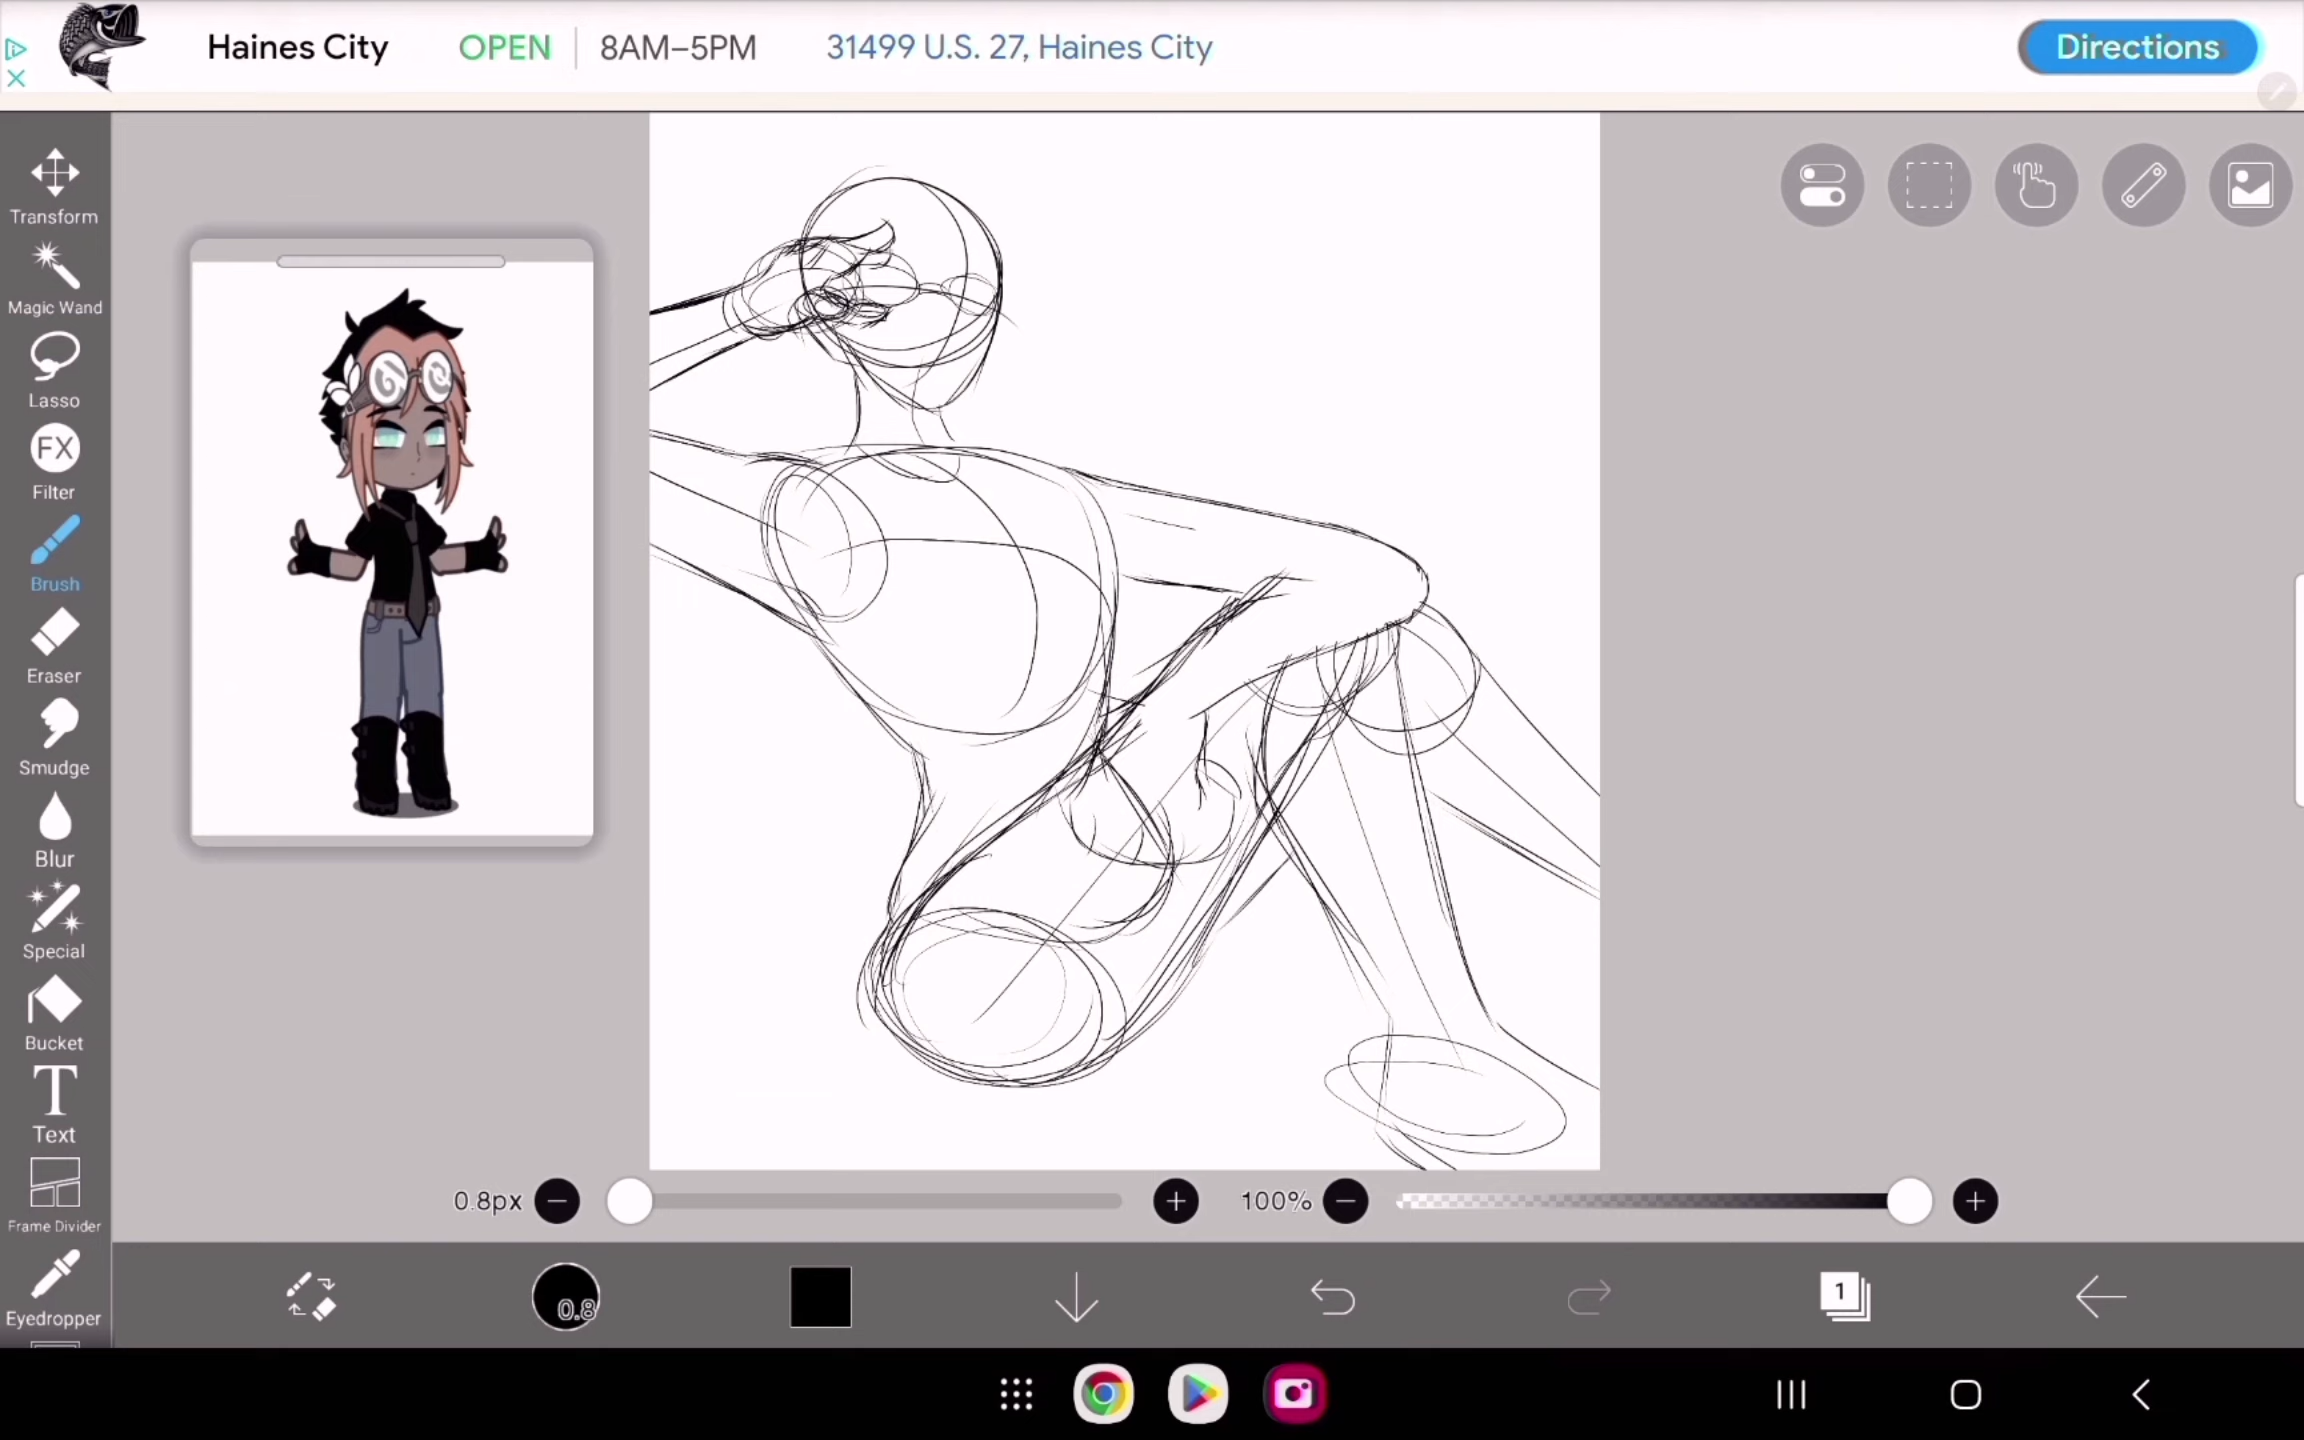 Haines City OPEN 8AM–5PM 31499 U.S. 27, Haines City Directions
Transform
Magic Wand
Lasso
FX
Filter
Brush
Eraser
Smudge
Blur
Special
Bucket
T
Text
Frame Divider
Eyedropper
0.8px
100%
0.8
1